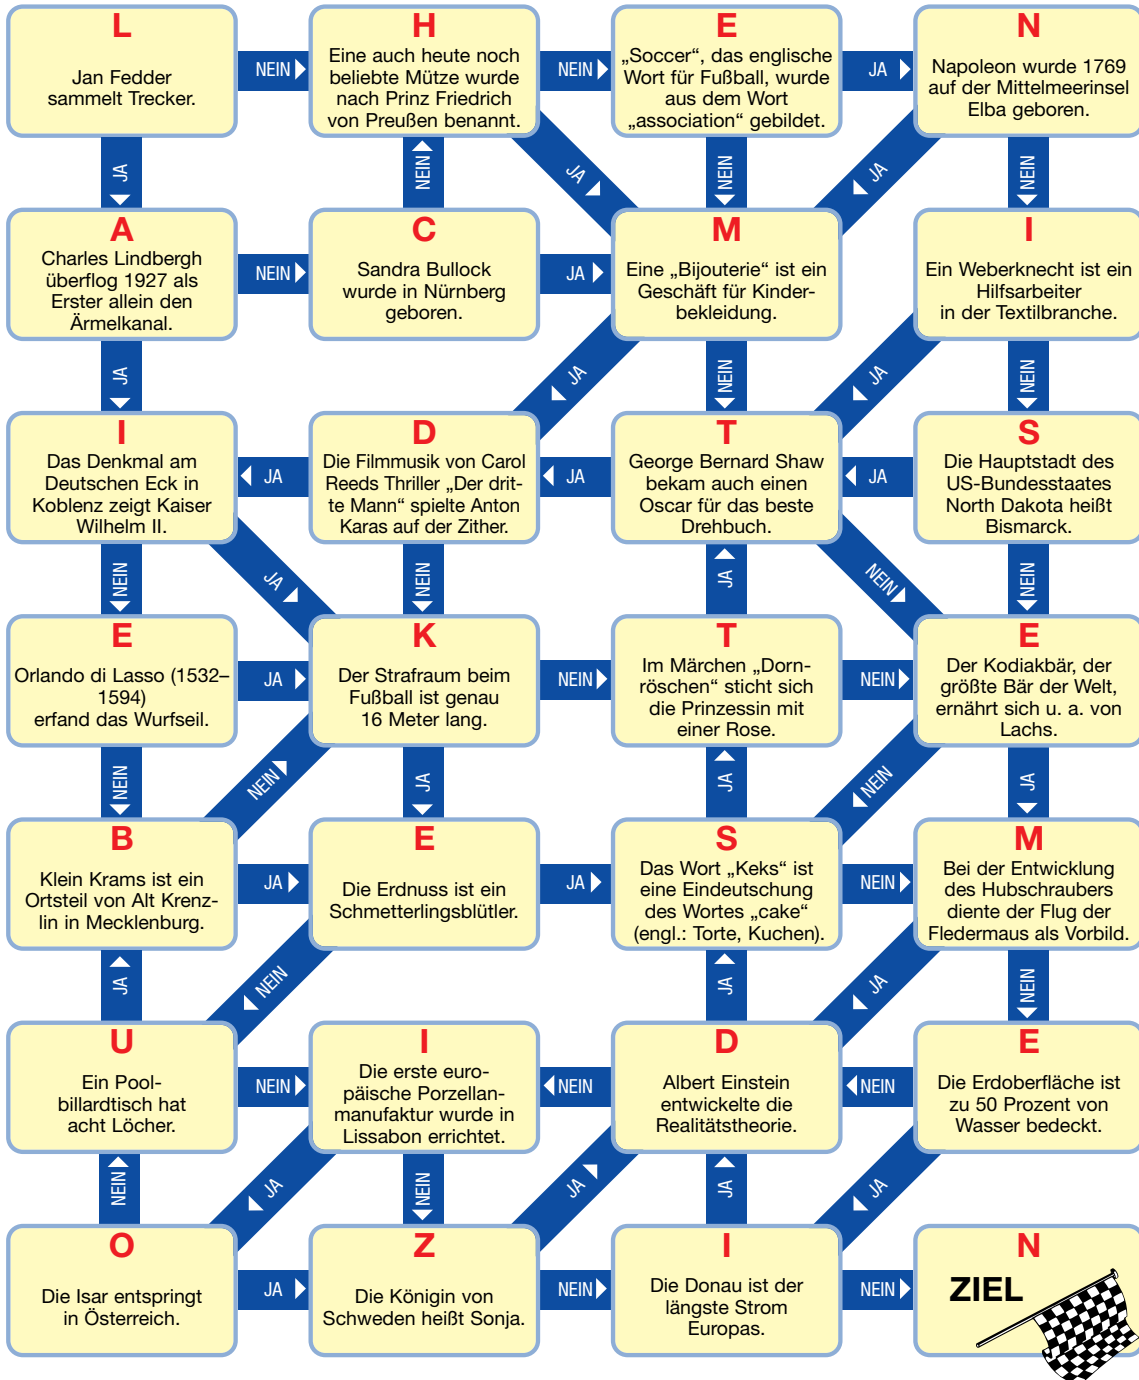 L
Jan Fedder
sammelt Trecker.
NEIN
H
Eine auch heute noch
beliebte Mütze wurde
nach Prinz Friedrich
von Preußen benannt.
NEIN
E
„Soccer“, das englische
Wort für Fußball, wurde
aus dem Wort
„association“ gebildet.
JA
N
Napoleon wurde 1769
auf der Mittelmeerinsel
Elba geboren.
JA
NEIN
JA
NEIN
JA
NEIN
A
Charles Lindbergh
überflog 1927 als
Erster allein den
Ärmelkanal.
NEIN
C
Sandra Bullock
wurde in Nürnberg
geboren.
JA
M
Eine „Bijouterie“ ist ein
Geschäft für Kinder-
bekleidung.
I
Ein Weberknecht ist ein
Hilfsarbeiter
in der Textilbranche.
JA
JA
NEIN
JA
NEIN
I
Das Denkmal am
Deutschen Eck in
Koblenz zeigt Kaiser
Wilhelm II.
JA
D
Die Filmmusik von Carol
Reeds Thriller „Der drit-
te Mann“ spielte Anton
Karas auf der Zither.
JA
T
George Bernard Shaw
bekam auch einen
Oscar für das beste
Drehbuch.
JA
S
Die Hauptstadt des
US-Bundesstaates
North Dakota heißt
Bismarck.
NEIN
JA
NEIN
JA
NEIN
NEIN
E
Orlando di Lasso (1532–
1594)
erfand das Wurfseil.
JA
K
Der Strafraum beim
Fußball ist genau
16 Meter lang.
NEIN
T
Im Märchen „Dorn-
röschen“ sticht sich
die Prinzessin mit
einer Rose.
NEIN
E
Der Kodiakbär, der
größte Bär der Welt,
ernährt sich u. a. von
Lachs.
NEIN
NEIN
JA
JA
NEIN
JA
B
Klein Krams ist ein
Ortsteil von Alt Krenz-
lin in Mecklenburg.
JA
E
Die Erdnuss ist ein
Schmetterlingsblütler.
JA
S
Das Wort „Keks“ ist
eine Eindeutschung
des Wortes „cake“
(engl.: Torte, Kuchen).
NEIN
M
Bei der Entwicklung
des Hubschraubers
diente der Flug der
Fledermaus als Vorbild.
JA
NEIN
JA
JA
NEIN
U
Ein Pool-
billardtisch hat
acht Löcher.
NEIN
I
Die erste euro-
päische Porzellan-
manufaktur wurde in
Lissabon errichtet.
NEIN
D
Albert Einstein
entwickelte die
Realitätstheorie.
NEIN
E
Die Erdoberfläche ist
zu 50 Prozent von
Wasser bedeckt.
NEIN
JA
NEIN
JA
JA
JA
O
Die Isar entspringt
in Österreich.
JA
Z
Die Königin von
Schweden heißt Sonja.
NEIN
I
Die Donau ist der
längste Strom
Europas.
NEIN
N
ZIEL